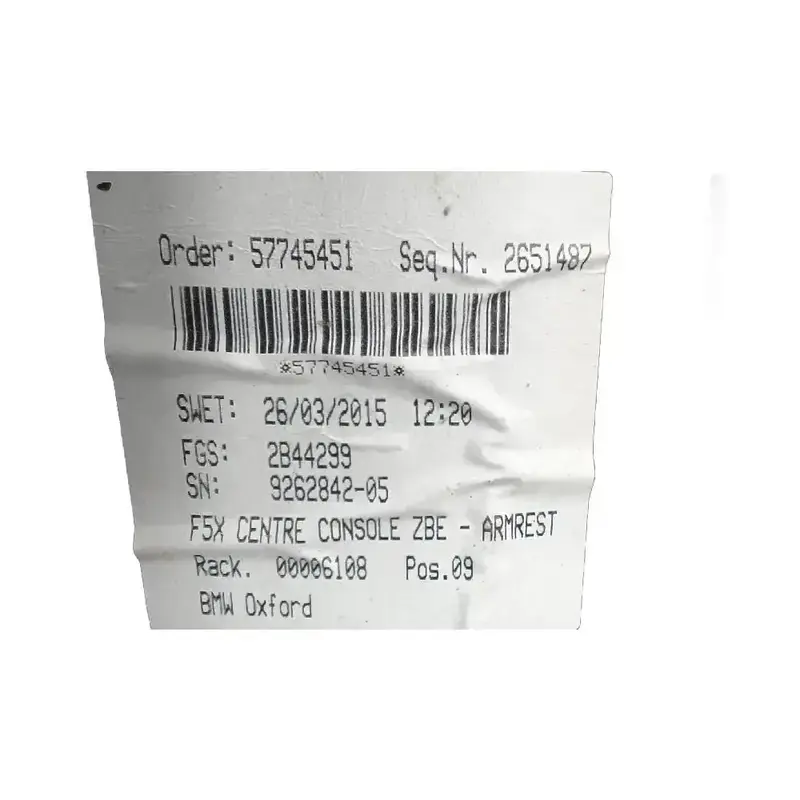 Order: 57745451 Seq.Nr. 2651487
*57745451*
SWET: 26/03/2015 12:20
FGS: 2B44299
SN: 9262842-05
F5X CENTRE CONSOLE ZBE - ARMREST
Rack. 00006108 Pos.09
BMW Oxford